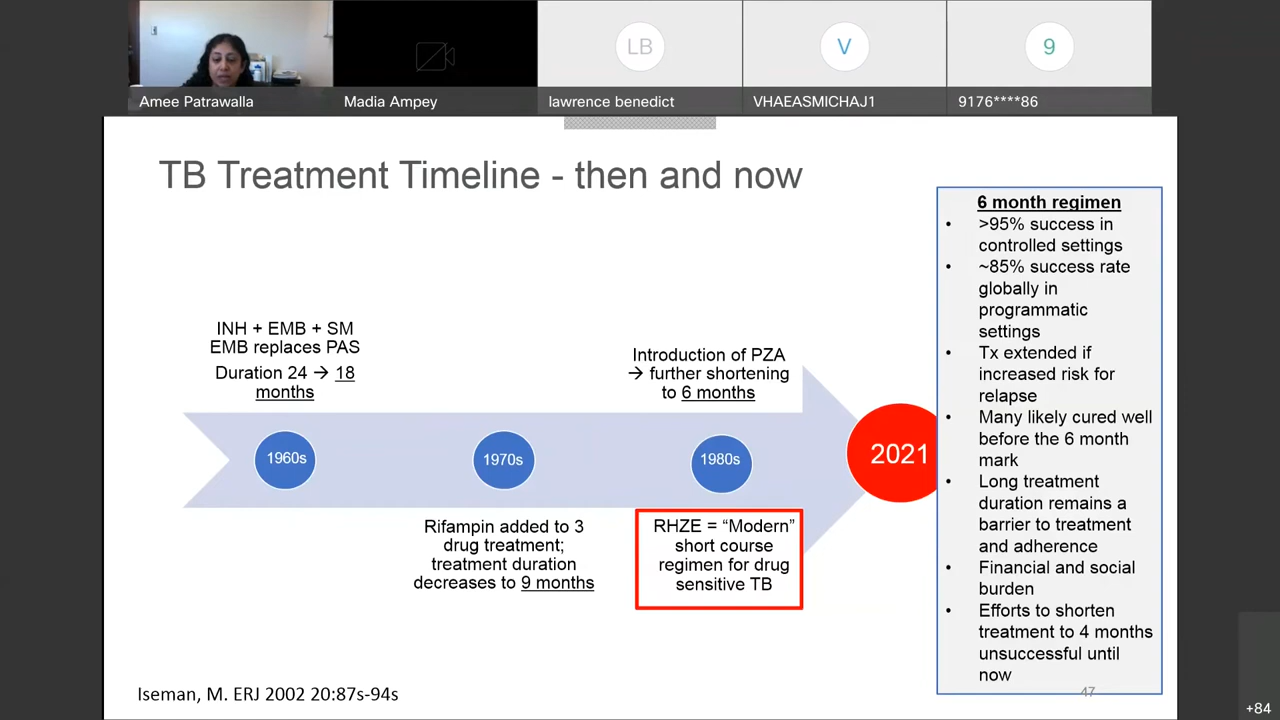 LB
V
9
Amee Patrawalla
Madia Ampey
lawrence benedict
VHAEASMICHAJ1
9176****86
TB Treatment Timeline - then and now
INH + EMB + SM
EMB replaces PAS
Duration 24 → 18
months
Introduction of PZA
→ further shortening
to 6 months
1960s
1970s
1980s
2021
Rifampin added to 3
drug treatment;
treatment duration
decreases to 9 months
RHZE = “Modern”
short course
regimen for drug
sensitive TB
6 month regimen
• >95% success in
controlled settings
• ~85% success rate
globally in
programmatic
settings
• Tx extended if
increased risk for
relapse
• Many likely cured well
before the 6 month
mark
• Long treatment
duration remains a
barrier to treatment
and adherence
• Financial and social
burden
• Efforts to shorten
treatment to 4 months
unsuccessful until
now
Iseman, M. ERJ 2002 20:87s-94s
47
+84